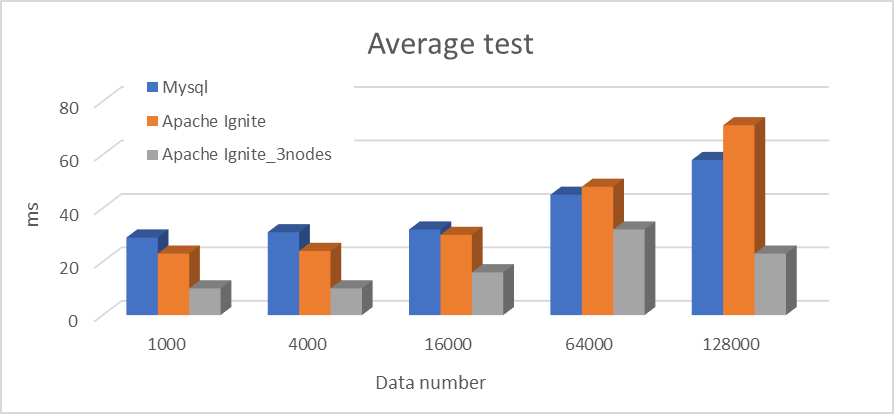 Average test
Mysql
Apache Ignite
Apache Ignite_3nodes
80
60
40
20
0
ms
1000 4000 16000 64000 128000
Data number